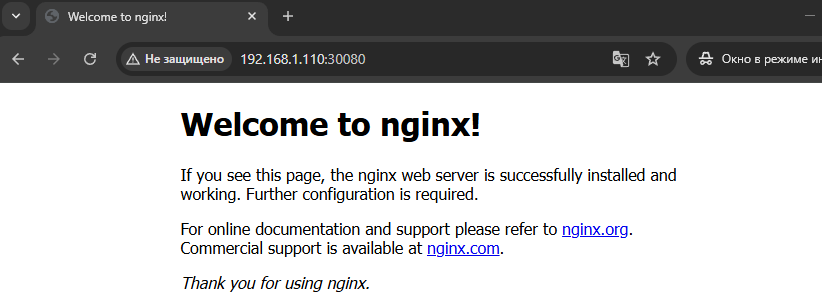 Welcome to nginx!
Не защищено 192.168.1.110:30080
Окно в режиме ин
Welcome to nginx!
If you see this page, the nginx web server is successfully installed and
working. Further configuration is required.
For online documentation and support please refer to nginx.org.
Commercial support is available at nginx.com.
Thank you for using nginx.